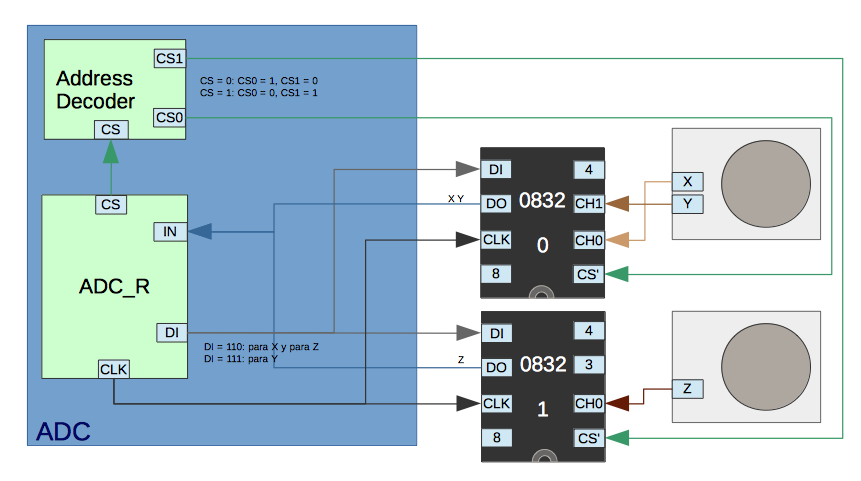 CS1
Address
Decoder
CS = 0: CS0 = 1, CS1 = 0
CS = 1: CS0 = 0, CS1 = 1
CS0
CS
CS
IN
ADC_R
DI
DI = 110: para X y para Z
DI = 111: para Y
CLK
ADC
X Y
Z
DI
4
DO
0832
CH1
CLK
0
CH0
8
CS'
X
Y
DI
4
DO
0832
3
CLK
1
CH0
8
CS'
Z